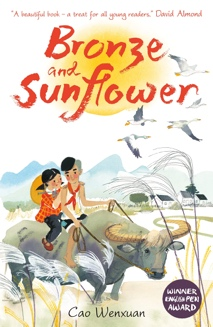 "A beautiful book – a treat for all young readers," David Almond
Bronze
and
Sunflower
WINNER
ENGLISH PEN
AWARD
Cao Wenxuan